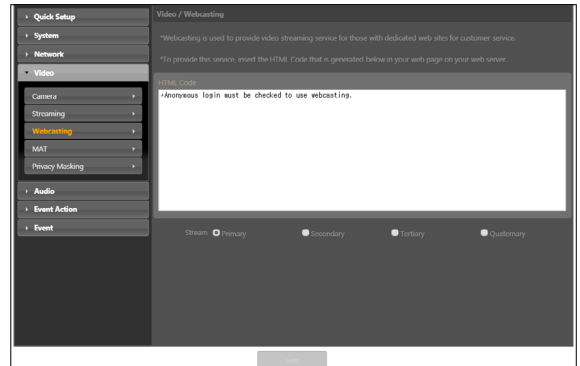 Quick Setup
System
Network
Video
Camera
Streaming
Webcasting
MAT
Privacy Masking
Audio
Event Action
Event
Video / Webcasting
*Webcasting is used to provide video streaming service for those with dedicated web sites for customer service.
*To provide this service, insert the HTML Code that is generated below in your web page on your web server.
HTML Code
*Anonymous login must be checked to use webcasting.
Stream Primary Secondary Tertiary Quaternary